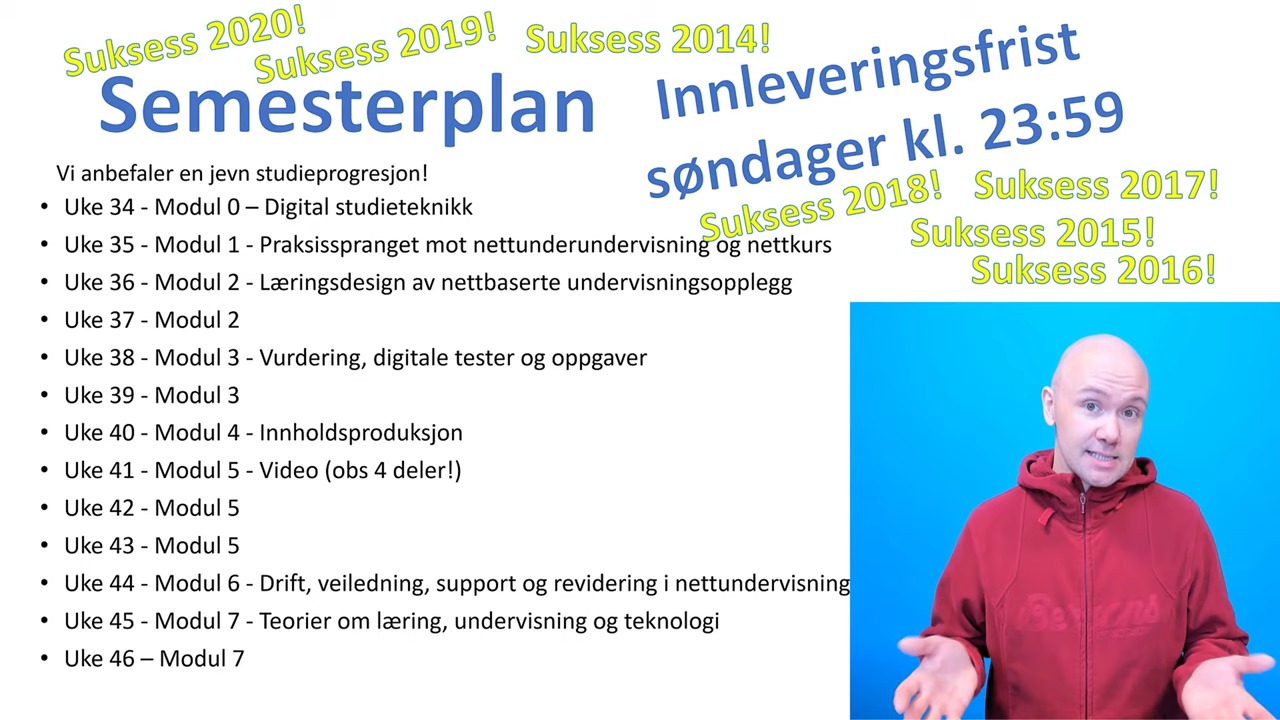 Suksess 2020!
Suksess 2019!
Suksess 2014!
Semesterplan
Innleveringsfrist
søndager kl. 23:59
Suksess 2018!
Suksess 2017!
Suksess 2015!
Suksess 2016!
Vi anbefaler en jevn studieprogresjon!
• Uke 34 - Modul 0 – Digital studieteknikk
• Uke 35 - Modul 1 - Praksisspranget mot nettunderundervisning og nettkurs
• Uke 36 - Modul 2 - Læringsdesign av nettbaserte undervisningsopplegg
• Uke 37 - Modul 2
• Uke 38 - Modul 3 - Vurdering, digitale tester og oppgaver
• Uke 39 - Modul 3
• Uke 40 - Modul 4 - Innholdsproduksjon
• Uke 41 - Modul 5 - Video (obs 4 deler!)
• Uke 42 - Modul 5
• Uke 43 - Modul 5
• Uke 44 - Modul 6 - Drift, veiledning, support og revidering i nettundervisning
• Uke 45 - Modul 7 - Teorier om læring, undervisning og teknologi
• Uke 46 – Modul 7